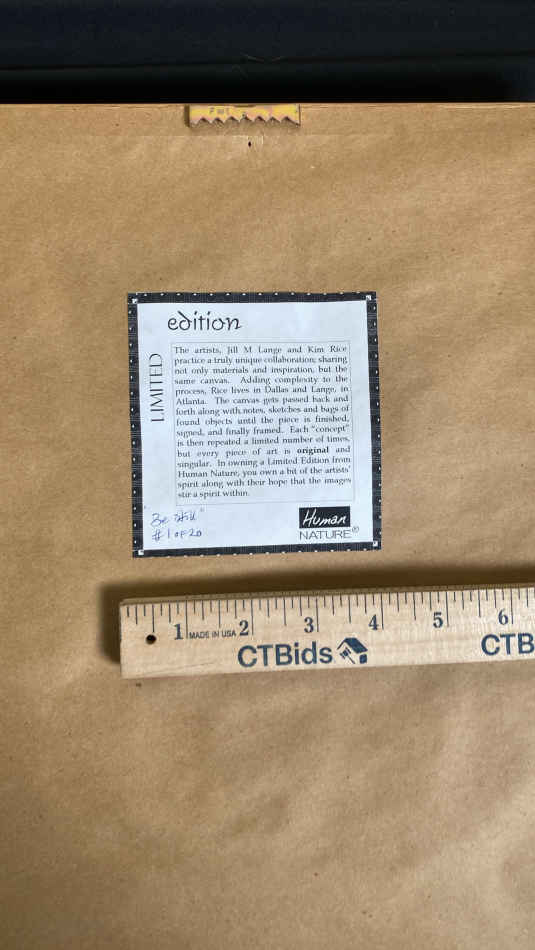 edition
LIMITED
The artists, Jill M Lange and Kim Rice
practice a truly unique collaboration; sharing
not only materials and inspiration, but the
same canvas. Adding complexity to the
process, Rice lives in Dallas and Lange, in
Atlanta. The canvas gets passed back and
forth along with notes, sketches and bags of
found objects until the piece is finished,
signed, and finally framed. Each "concept"
is then repeated a limited number of times,
but every piece of art is original and
singular. In owning a Limited Edition from
Human Nature, you own a bit of the artists'
spirit along with their hope that the images
stir a spirit within.
Be still"
#1 of 20
Human
NATURE®
1 MADE IN USA 2 3 4 5 6
CTBids CTB